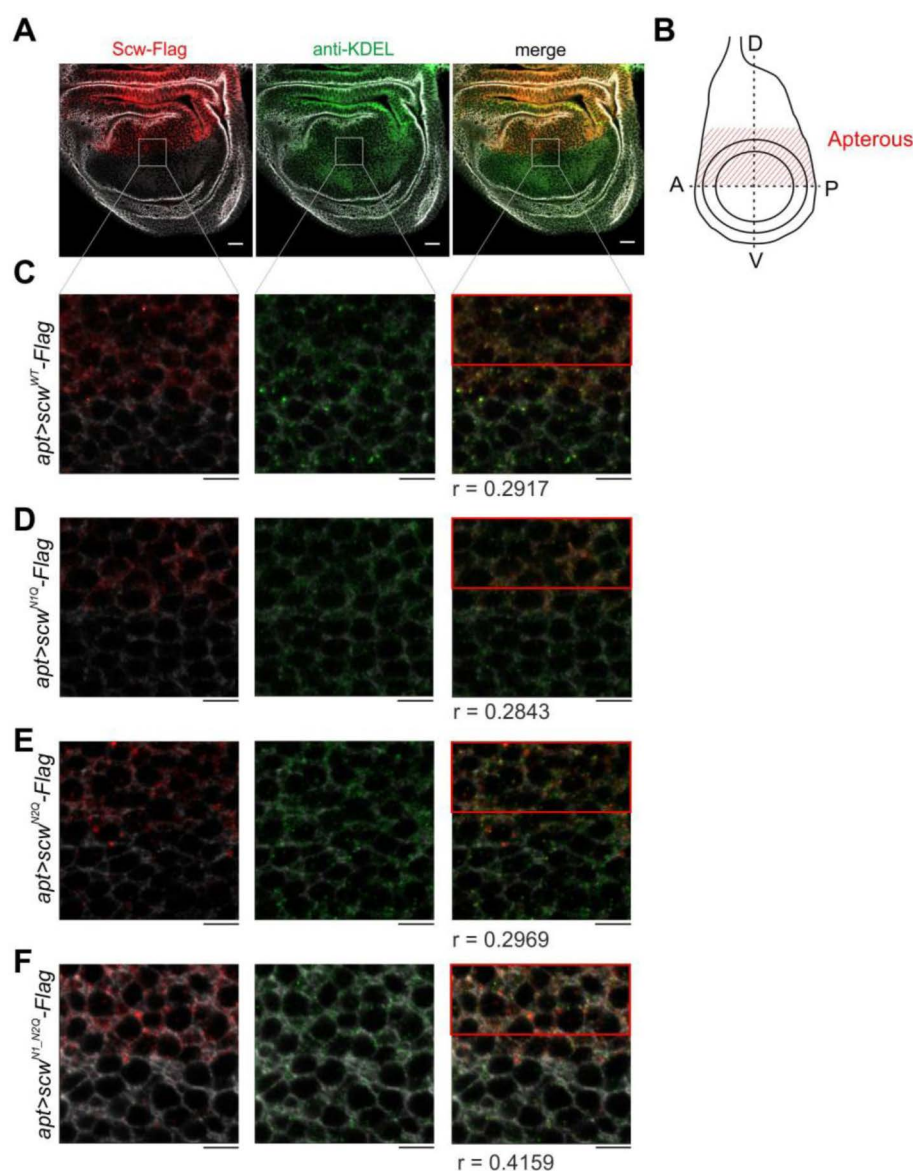 A
Scw-Flag anti-KDEL merge
B
D
Apterous
A P
V
C
apt>scw^WT-Flag
r = 0.2917
D
apt>scw^N1Q-Flag
r = 0.2843
E
apt>scw^N2Q-Flag
r = 0.2969
F
apt>scw^N1_N2Q-Flag
r = 0.4159